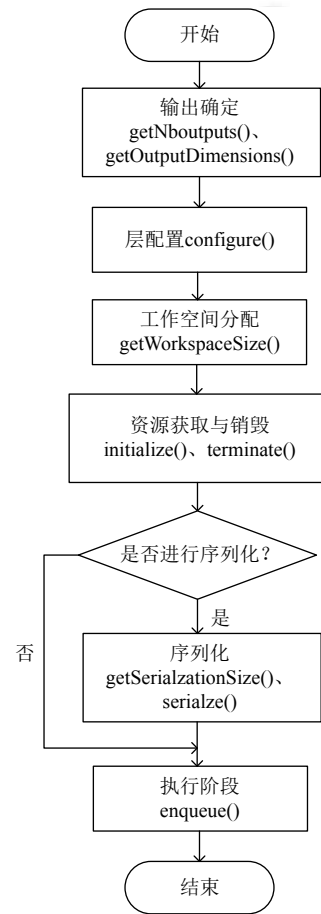 开始
输出确定
getNboutputs()、
getOutputDimensions()
层配置configure()
工作空间分配
getWorkspaceSize()
资源获取与销毁
initialize()、terminate()
是否进行序列化？
是
否
序列化
getSerialzationSize()、
serialze()
执行阶段
enqueue()
结束